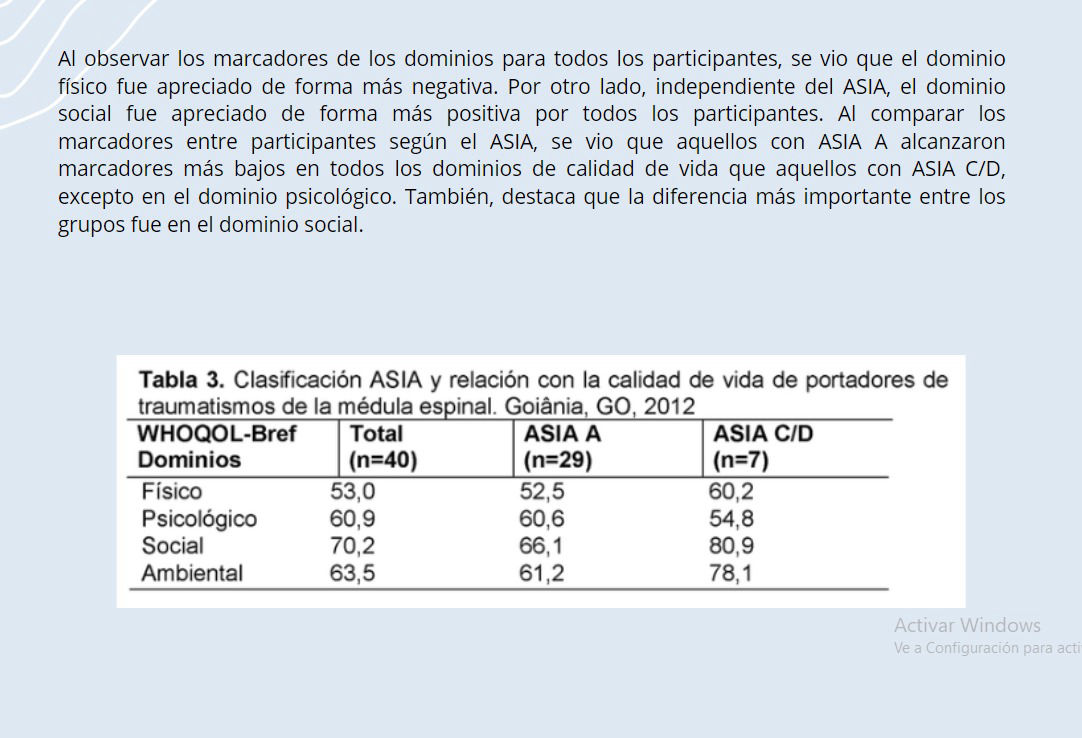 Al observar los marcadores de los dominios para todos los participantes, se vio que el dominio
físico fue apreciado de forma más negativa. Por otro lado, independiente del ASIA, el dominio
social fue apreciado de forma más positiva por todos los participantes. Al comparar los
marcadores entre participantes según el ASIA, se vio que aquellos con ASIA A alcanzaron
marcadores más bajos en todos los dominios de calidad de vida que aquellos con ASIA C/D,
excepto en el dominio psicológico. También, destaca que la diferencia más importante entre los
grupos fue en el dominio social.
Tabla 3. Clasificación ASIA y relación con la calidad de vida de portadores de
traumatismos de la médula espinal. Goiânia, GO, 2012
WHOQOL-Bref Total ASIA A ASIA C/D
Dominios (n=40) (n=29) (n=7)
Físico 53,0 52,5 60,2
Psicológico 60,9 60,6 54,8
Social 70,2 66,1 80,9
Ambiental 63,5 61,2 78,1
Activar Windows
Ve a Configuración para acti